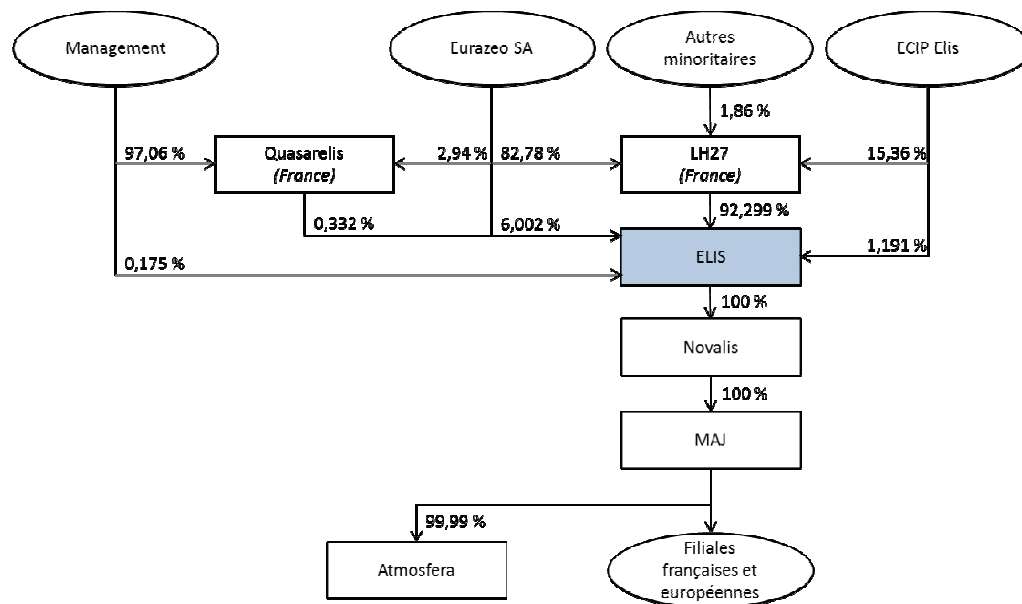 Management
Eurazeo SA
Autres
minoritaires
ECIP Elis
1,86 %
97,06 %
Quasarelis
(France)
2,94 %
82,78 %
LH27
(France)
15,36 %
92,299 %
0,332 %
6,002 %
ELIS
1,191 %
0,175 %
100 %
Novalis
100 %
MAJ
99,99 %
Atmosfera
Filiales
françaises et
européennes